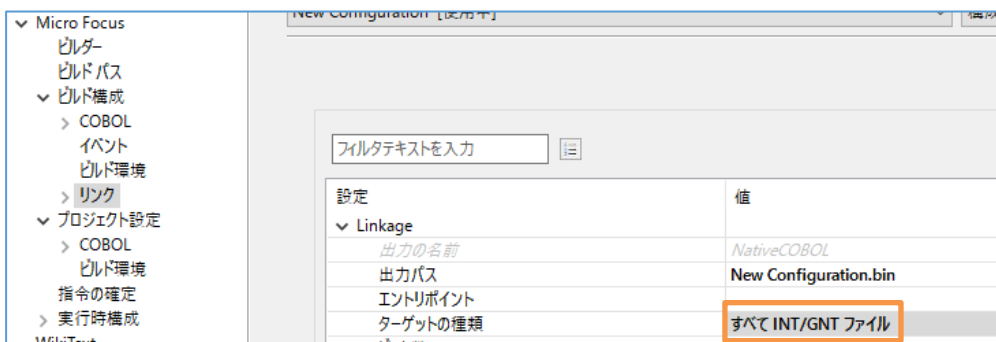 New Configuration [使用中]
構成
Micro Focus
ビルダー
ビルド パス
ビルド構成
COBOL
イベント
ビルド環境
リンク
プロジェクト設定
COBOL
ビルド環境
指令の確定
実行時構成
WikiText
フィルタテキストを入力
設定 値
Linkage
出力の名前 NativeCOBOL
出力パス New Configuration.bin
エントリポイント
ターゲットの種類 すべて INT/GNT ファイル